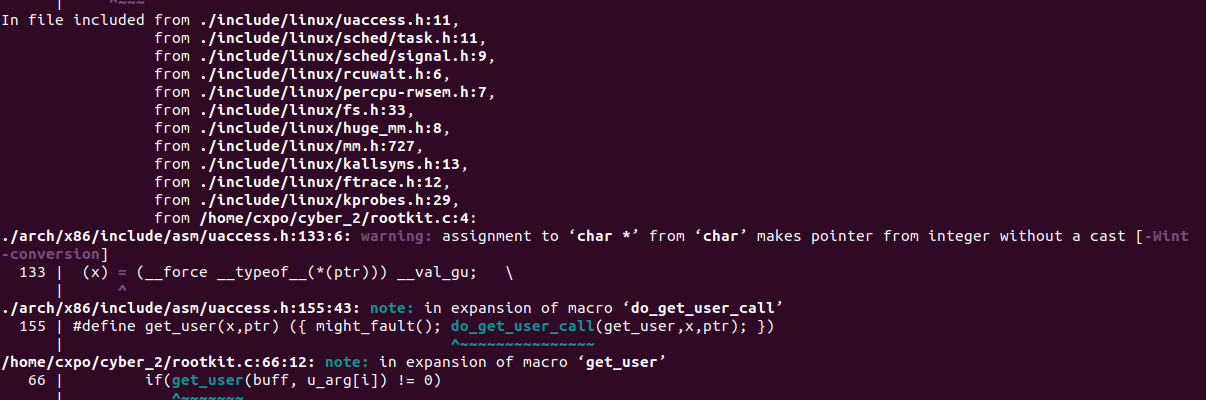 |     ^~~~
In file included from ./include/linux/uaccess.h:11,
                 from ./include/linux/sched/task.h:11,
                 from ./include/linux/sched/signal.h:9,
                 from ./include/linux/rcuwait.h:6,
                 from ./include/linux/percpu-rwsem.h:7,
                 from ./include/linux/fs.h:33,
                 from ./include/linux/huge_mm.h:8,
                 from ./include/linux/mm.h:727,
                 from ./include/linux/kallsyms.h:13,
                 from ./include/linux/ftrace.h:12,
                 from ./include/linux/kprobes.h:29,
                 from /home/cxpo/cyber_2/rootkit.c:4:
./arch/x86/include/asm/uaccess.h:133:6: warning: assignment to ‘char *’ from ‘char’ makes pointer from integer without a cast [-Wint
-conversion]
  133 |  (x) = (__force __typeof__(*(ptr))) __val_gu;   \
      |      ^
./arch/x86/include/asm/uaccess.h:155:43: note: in expansion of macro ‘do_get_user_call’
  155 | #define get_user(x,ptr) ({ might_fault(); do_get_user_call(get_user,x,ptr); })
      |                                           ^~~~~~~~~~~~~~~~
/home/cxpo/cyber_2/rootkit.c:66:12: note: in expansion of macro ‘get_user’
   66 |         if(get_user(buff, u_arg[i]) != 0)
      |            ^~~~~~~~